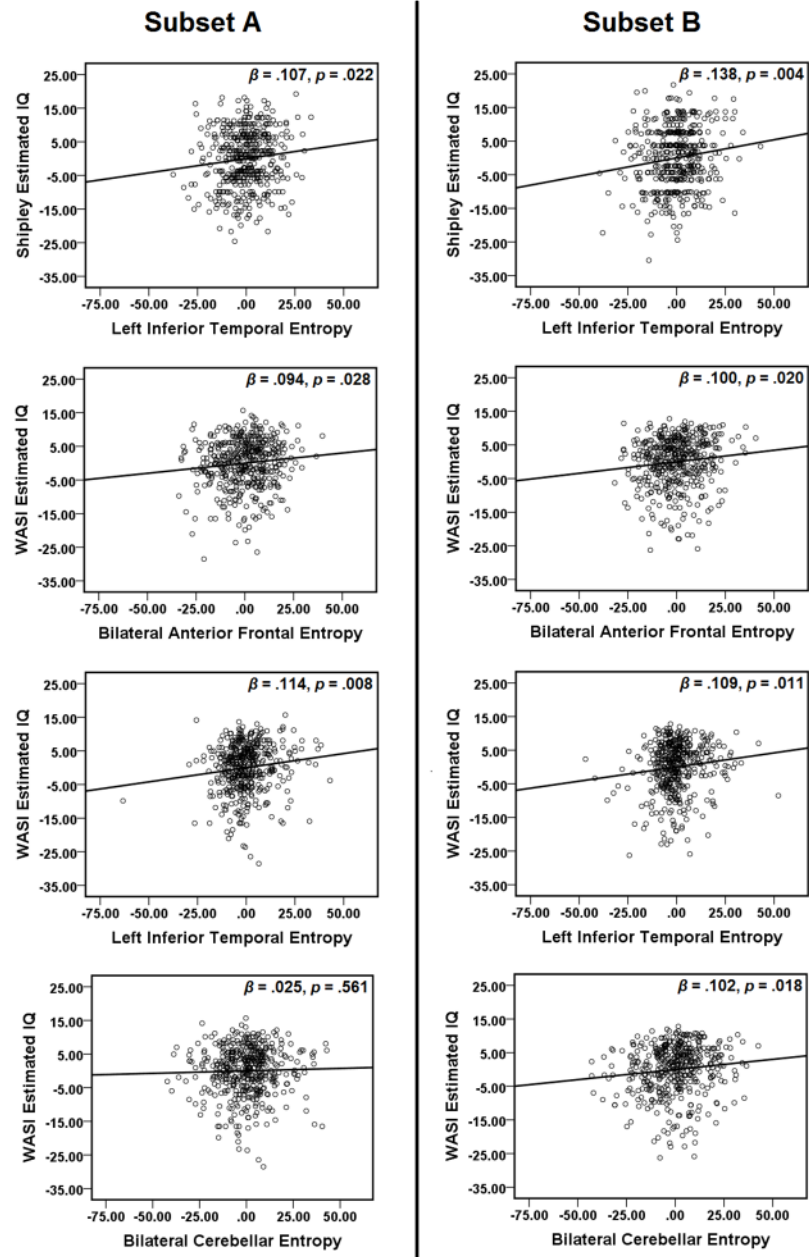 Subset A
Subset B
β = .107, p = .022
25.00
15.00
5.00
-5.00
-15.00
-25.00
-35.00
Shipley Estimated IQ
-75.00 -50.00 -25.00 .00 25.00 50.00
Left Inferior Temporal Entropy
β = .138, p = .004
25.00
15.00
5.00
-5.00
-15.00
-25.00
-35.00
Shipley Estimated IQ
-75.00 -50.00 -25.00 .00 25.00 50.00
Left Inferior Temporal Entropy
β = .094, p = .028
25.00
15.00
5.00
-5.00
-15.00
-25.00
-35.00
WASI Estimated IQ
-75.00 -50.00 -25.00 .00 25.00 50.00
Bilateral Anterior Frontal Entropy
β = .100, p = .020
25.00
15.00
5.00
-5.00
-15.00
-25.00
-35.00
WASI Estimated IQ
-75.00 -50.00 -25.00 .00 25.00 50.00
Bilateral Anterior Frontal Entropy
β = .114, p = .008
25.00
15.00
5.00
-5.00
-15.00
-25.00
-35.00
WASI Estimated IQ
-75.00 -50.00 -25.00 .00 25.00 50.00
Left Inferior Temporal Entropy
β = .109, p = .011
25.00
15.00
5.00
-5.00
-15.00
-25.00
-35.00
WASI Estimated IQ
-75.00 -50.00 -25.00 .00 25.00 50.00
Left Inferior Temporal Entropy
β = .025, p = .561
25.00
15.00
5.00
-5.00
-15.00
-25.00
-35.00
WASI Estimated IQ
-75.00 -50.00 -25.00 .00 25.00 50.00
Bilateral Cerebellar Entropy
β = .102, p = .018
25.00
15.00
5.00
-5.00
-15.00
-25.00
-35.00
WASI Estimated IQ
-75.00 -50.00 -25.00 .00 25.00 50.00
Bilateral Cerebellar Entropy